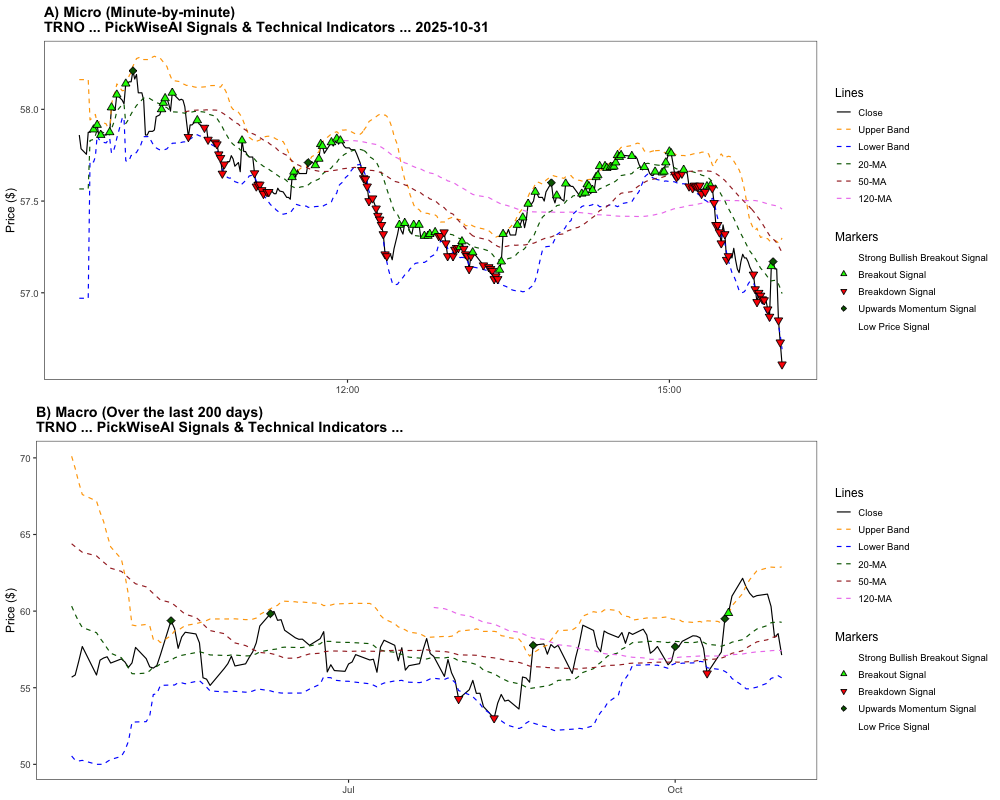 A) Micro (Minute-by-minute)
TRNO ... PickWiseAI Signals & Technical Indicators ... 2025-10-31
Price ($)
58.0
57.5
57.0
12:00
15:00
Lines
Close
Upper Band
Lower Band
20-MA
50-MA
120-MA
Markers
Strong Bullish Breakout Signal
Breakout Signal
Breakdown Signal
Upwards Momentum Signal
Low Price Signal
B) Macro (Over the last 200 days)
TRNO ... PickWiseAI Signals & Technical Indicators ...
Price ($)
70
65
60
55
50
Jul
Oct
Lines
Close
Upper Band
Lower Band
20-MA
50-MA
120-MA
Markers
Strong Bullish Breakout Signal
Breakout Signal
Breakdown Signal
Upwards Momentum Signal
Low Price Signal